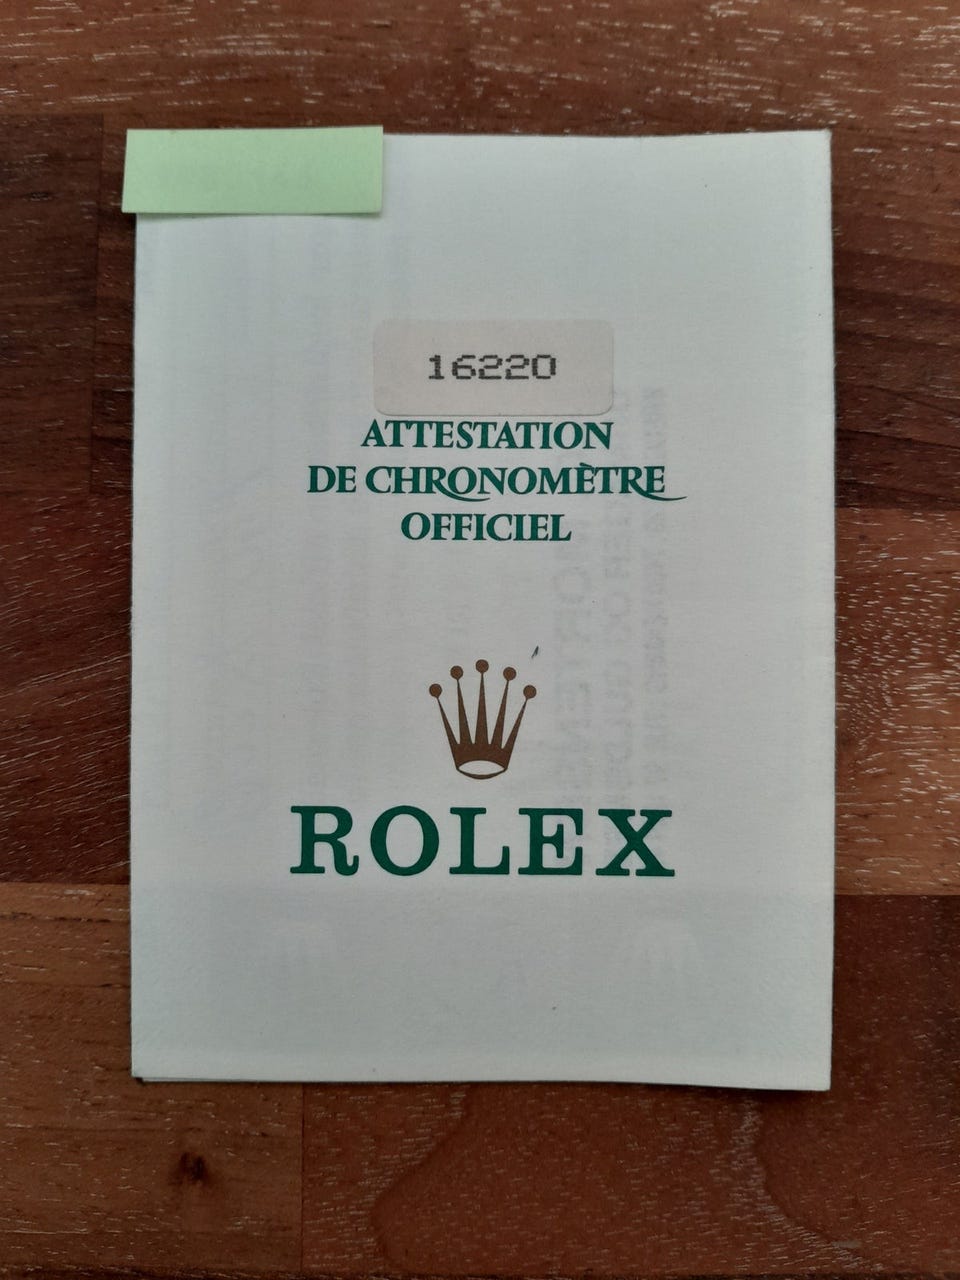 16220
ATTESTATION
DE CHRONOMÈTRE
OFFICIEL
ROLEX